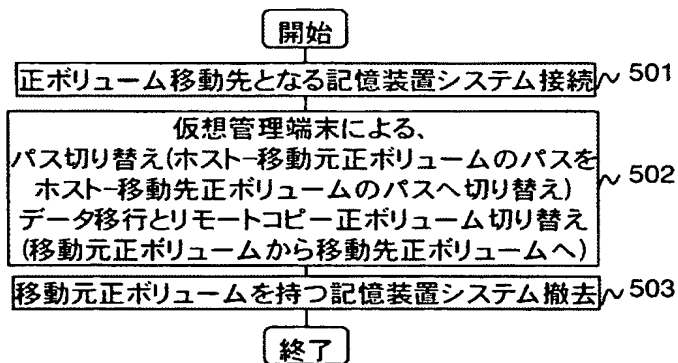 開始
正ボリューム移動先となる記憶装置システム接続 501
仮想管理端末による、
パス切り替え(ホスト-移動元正ボリュームのパスを
ホスト-移動先正ボリュームのパスへ切り替え) 502
データ移行とリモートコピー正ボリューム切り替え
(移動元正ボリュームから移動先正ボリュームへ)
移動元正ボリュームを持つ記憶装置システム撤去 503
終了